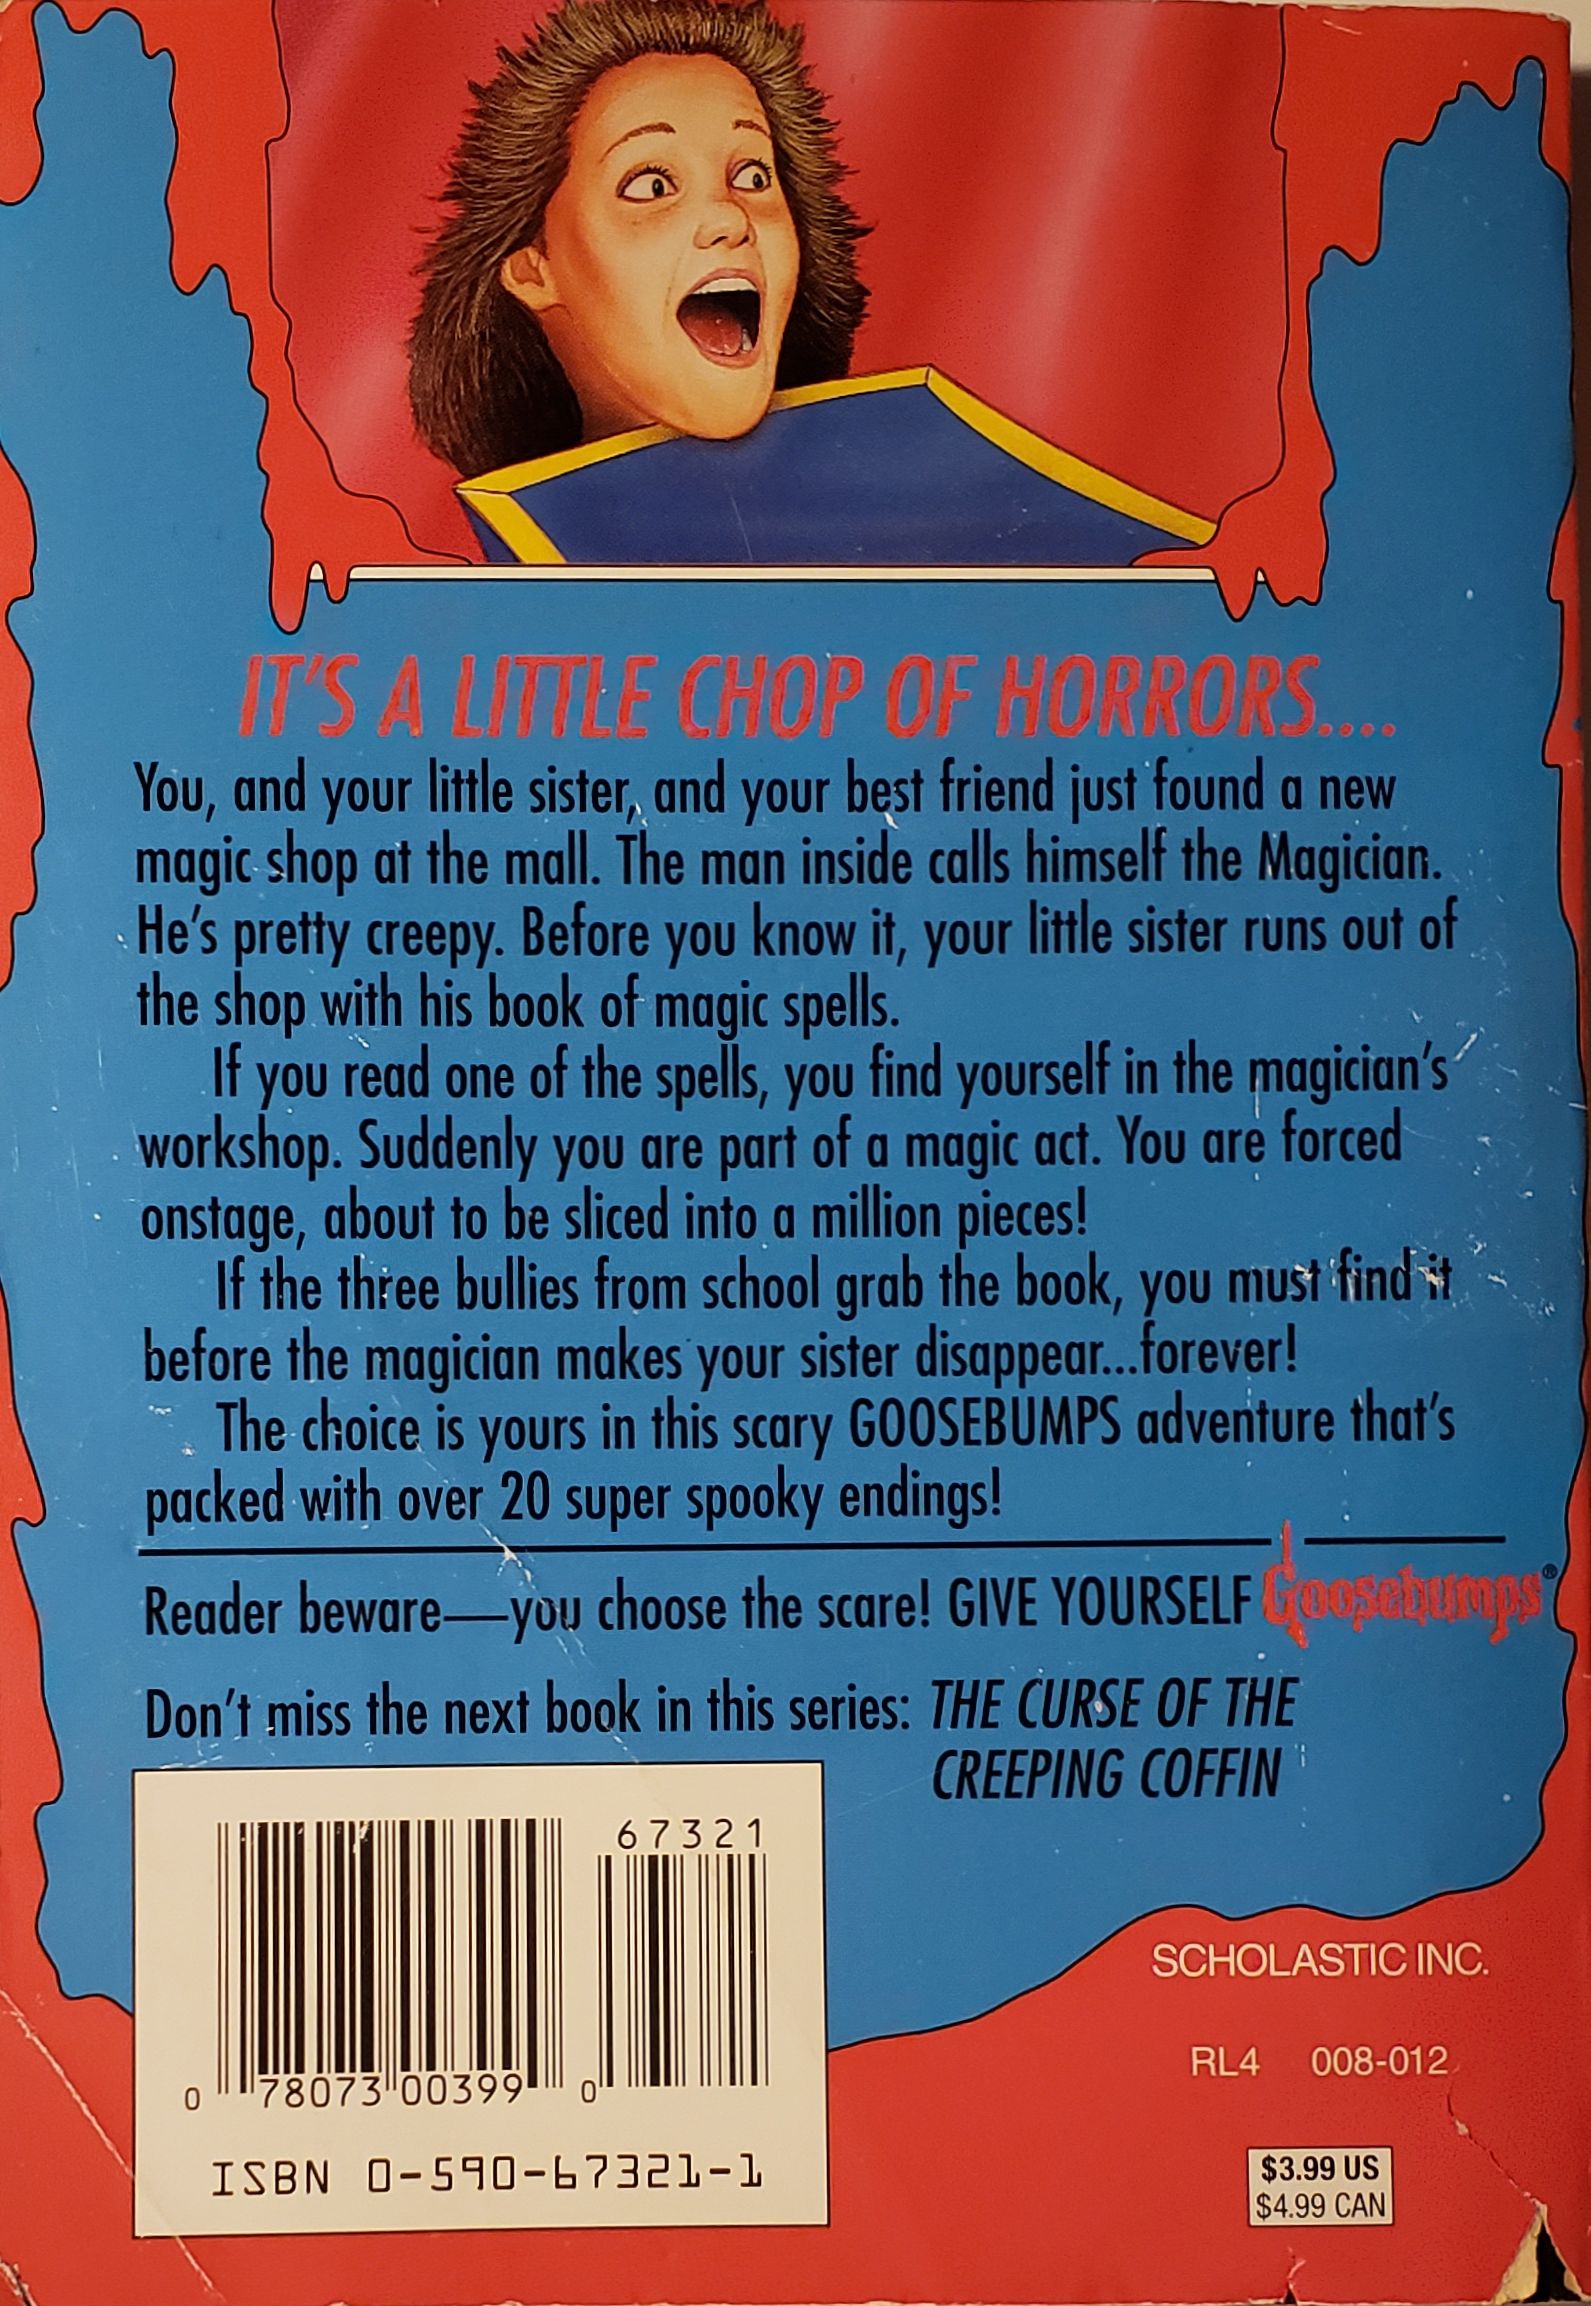 IT'S A LITTLE CHOP OF HORRORS....
You, and your little sister, and your best friend just found a new
magic shop at the mall. The man inside calls himself the Magician.
He's pretty creepy. Before you know it, your little sister runs out of
the shop with his book of magic spells.
If you read one of the spells, you find yourself in the magician's
workshop. Suddenly you are part of a magic act. You are forced
onstage, about to be sliced into a million pieces!
If the three bullies from school grab the book, you must find it
before the magician makes your sister disappear...forever!
The choice is yours in this scary GOOSEBUMPS adventure that's
packed with over 20 super spooky endings!
Reader beware—you choose the scare! GIVE YOURSELF Goosebumps®
Don't miss the next book in this series: THE CURSE OF THE
CREEPING COFFIN
67321
0 78073 00399 0
ISBN 0-590-67321-1
SCHOLASTIC INC.
RL4 008-012
$3.99 US
$4.99 CAN